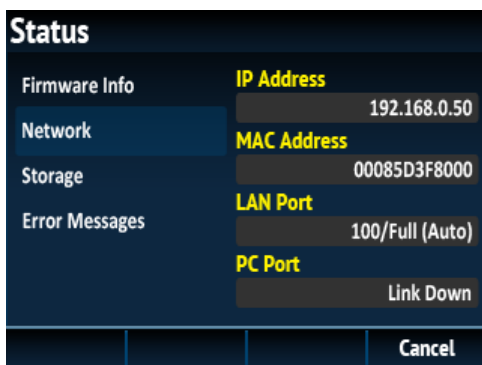 Status
Firmware Info
Network
Storage
Error Messages
IP Address
192.168.0.50
MAC Address
00085D3F8000
LAN Port
100/Full (Auto)
PC Port
Link Down
Cancel